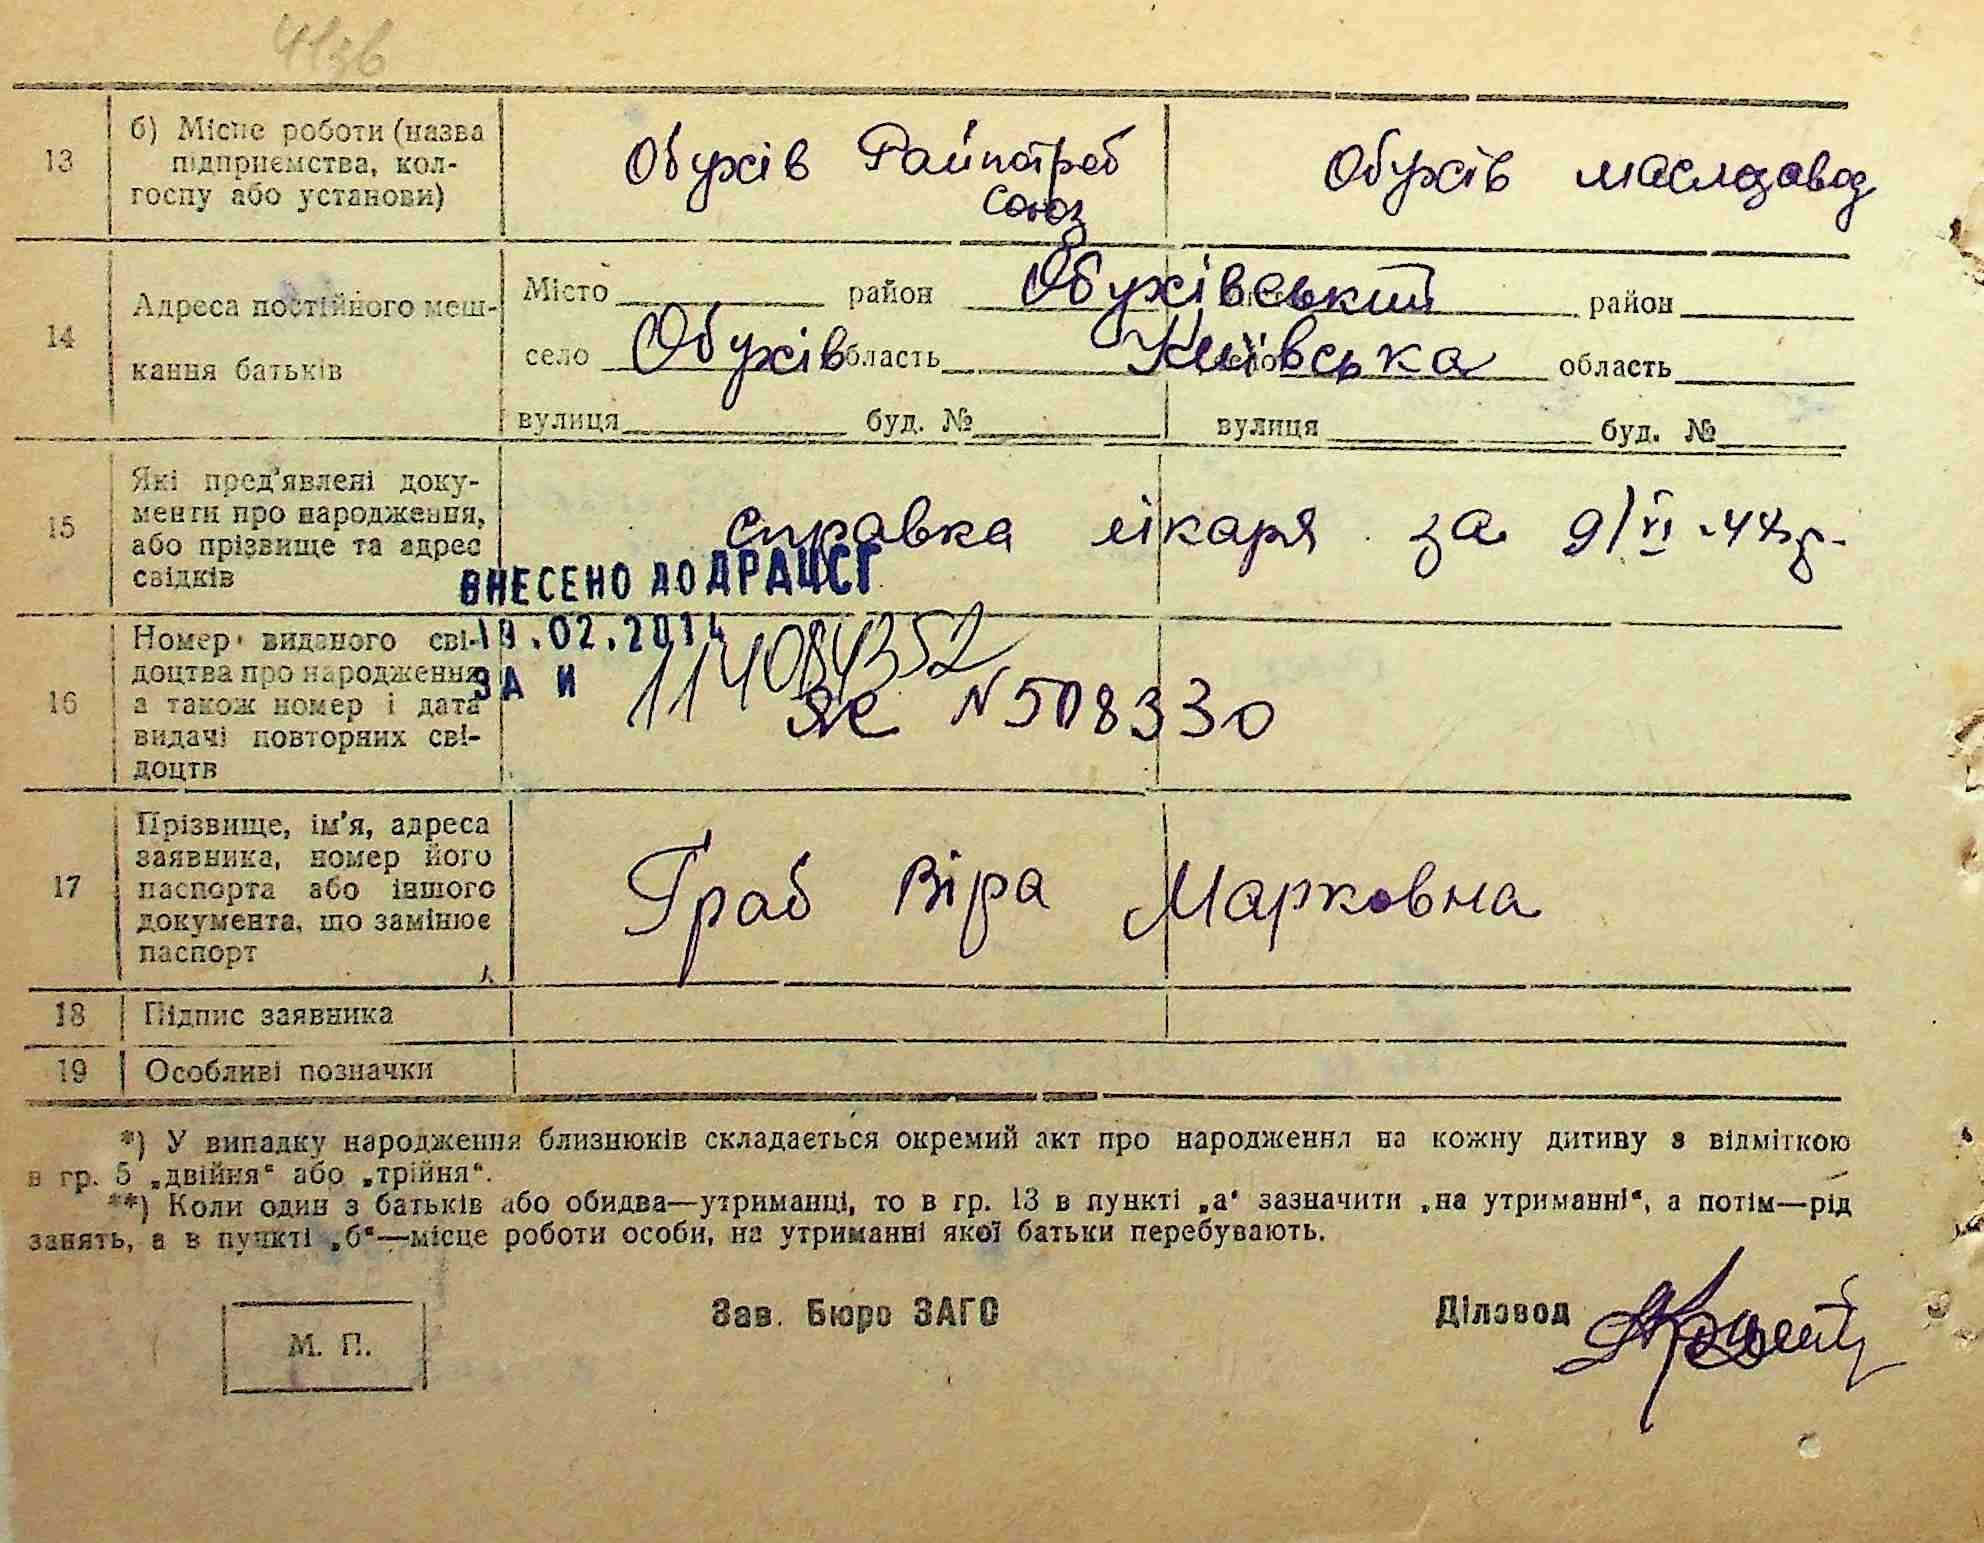 41зв
13
б) Місце роботи (назва
підприємства, кол-
госпу або установи)
Обухів Райпотреб
союз
Обухів маслозавод
14
Адреса постійного меш-
кання батьків
Місто район Обухівський район
село Обухів область Київська область
вулиця буд. № вулиця буд. №
15
Які пред'явлені доку-
менти про народження,
або прізвище та адрес
свідків
справка лікаря за 9/VI-44г.
ВНЕСЕНО ДО ДРАЦСГ
19.02.2014
ЗА №
16
Номер виданого сві-
доцтва про народження
а також номер і дата
видачі повторних сві-
доцтв
N 508330
17
Прізвище, ім'я, адреса
заявника, номер його
паспорта або іншого
документа, що замінює
паспорт
Граб Віра Марковна
18 Підпис заявника
19 Особливі позначки
*) У випадку народження близнюків складається окремий акт про народження на кожну дитиву з відміткою
в гр. 5 „двійня“ або „трійня“.
**) Коли один з батьків або обидва—утриманці, то в гр. 13 в пункті „а“ зазначити „на утриманні“, а потім—рід
занять, а в пункті „б“—місце роботи особи, на утриманні якої батьки перебувають.
М. П.
Зав. Бюро ЗАГС
Діловод